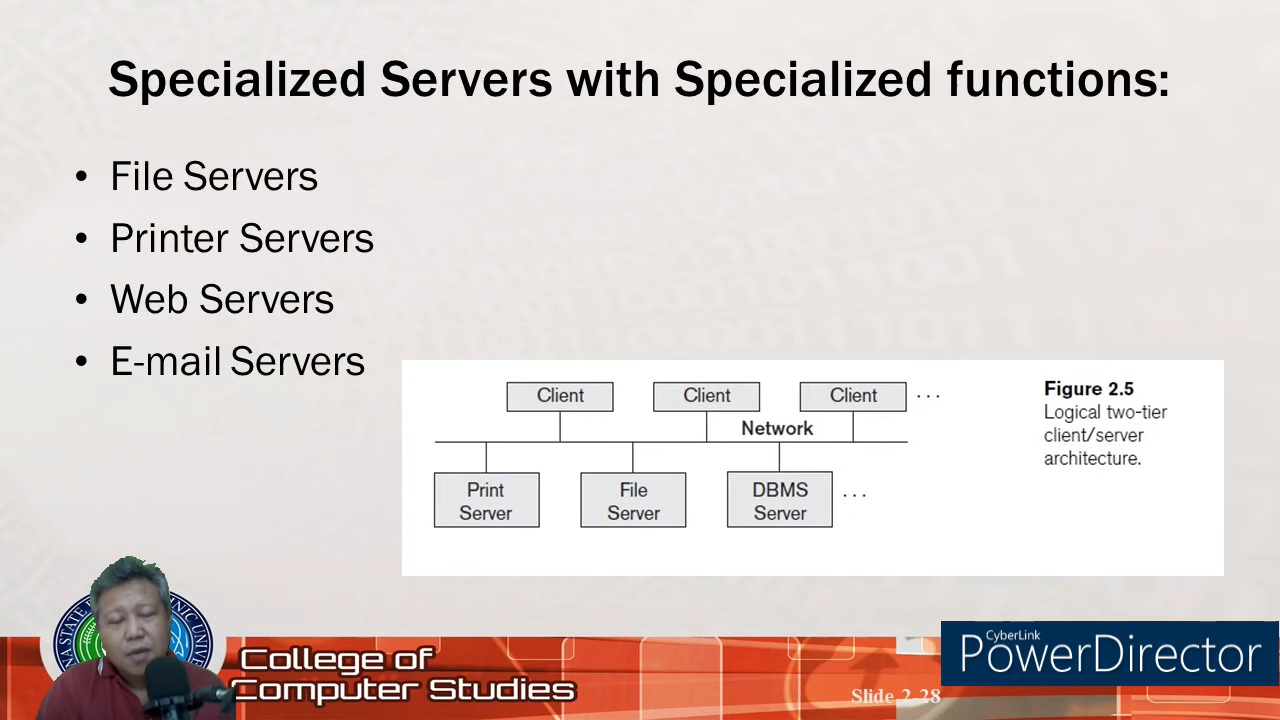 Specialized Servers with Specialized functions:
• File Servers
• Printer Servers
• Web Servers
• E-mail Servers
Client
Client
Client
...
Network
Print
Server
File
Server
DBMS
Server
...
Figure 2.5
Logical two-tier
client/server
architecture.
College of
Computer Studies
Slide 2-28
CyberLink
PowerDirector